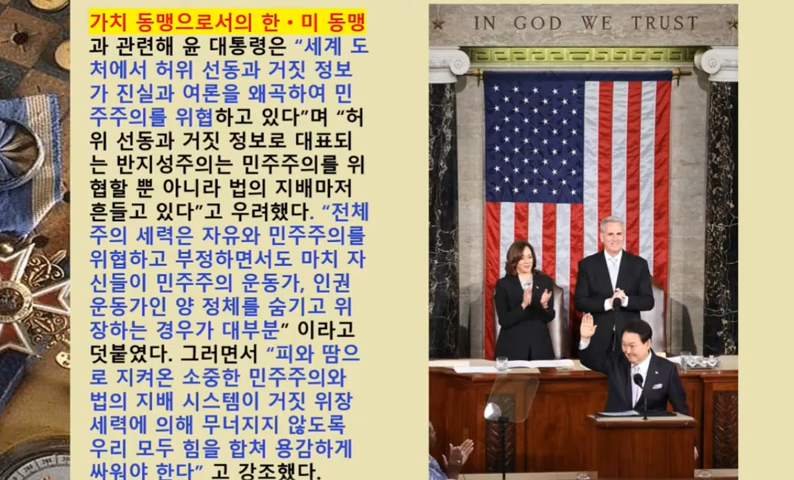 가치 동맹으로서의 한・미 동맹
과 관련해 윤 대통령은 “세계 도
처에서 허위 선동과 거짓 정보
가 진실과 여론을 왜곡하여 민
주주의를 위협하고 있다”며 “허
위 선동과 거짓 정보로 대표되
는 반지성주의는 민주주의를 위
협할 뿐 아니라 법의 지배마저
흔들고 있다”고 우려했다. “전체
주의 세력은 자유와 민주주의를
위협하고 부정하면서도 마치 자
신들이 민주주의 운동가, 인권
운동가인 양 정체를 숨기고 위
장하는 경우가 대부분” 이라고
덧붙였다. 그러면서 “피와 땀으
로 지켜온 소중한 민주주의와
법의 지배 시스템이 거짓 위장
세력에 의해 무너지지 않도록
우리 모두 힘을 합쳐 용감하게
싸워야 한다” 고 강조했다.
IN GOD WE TRUST